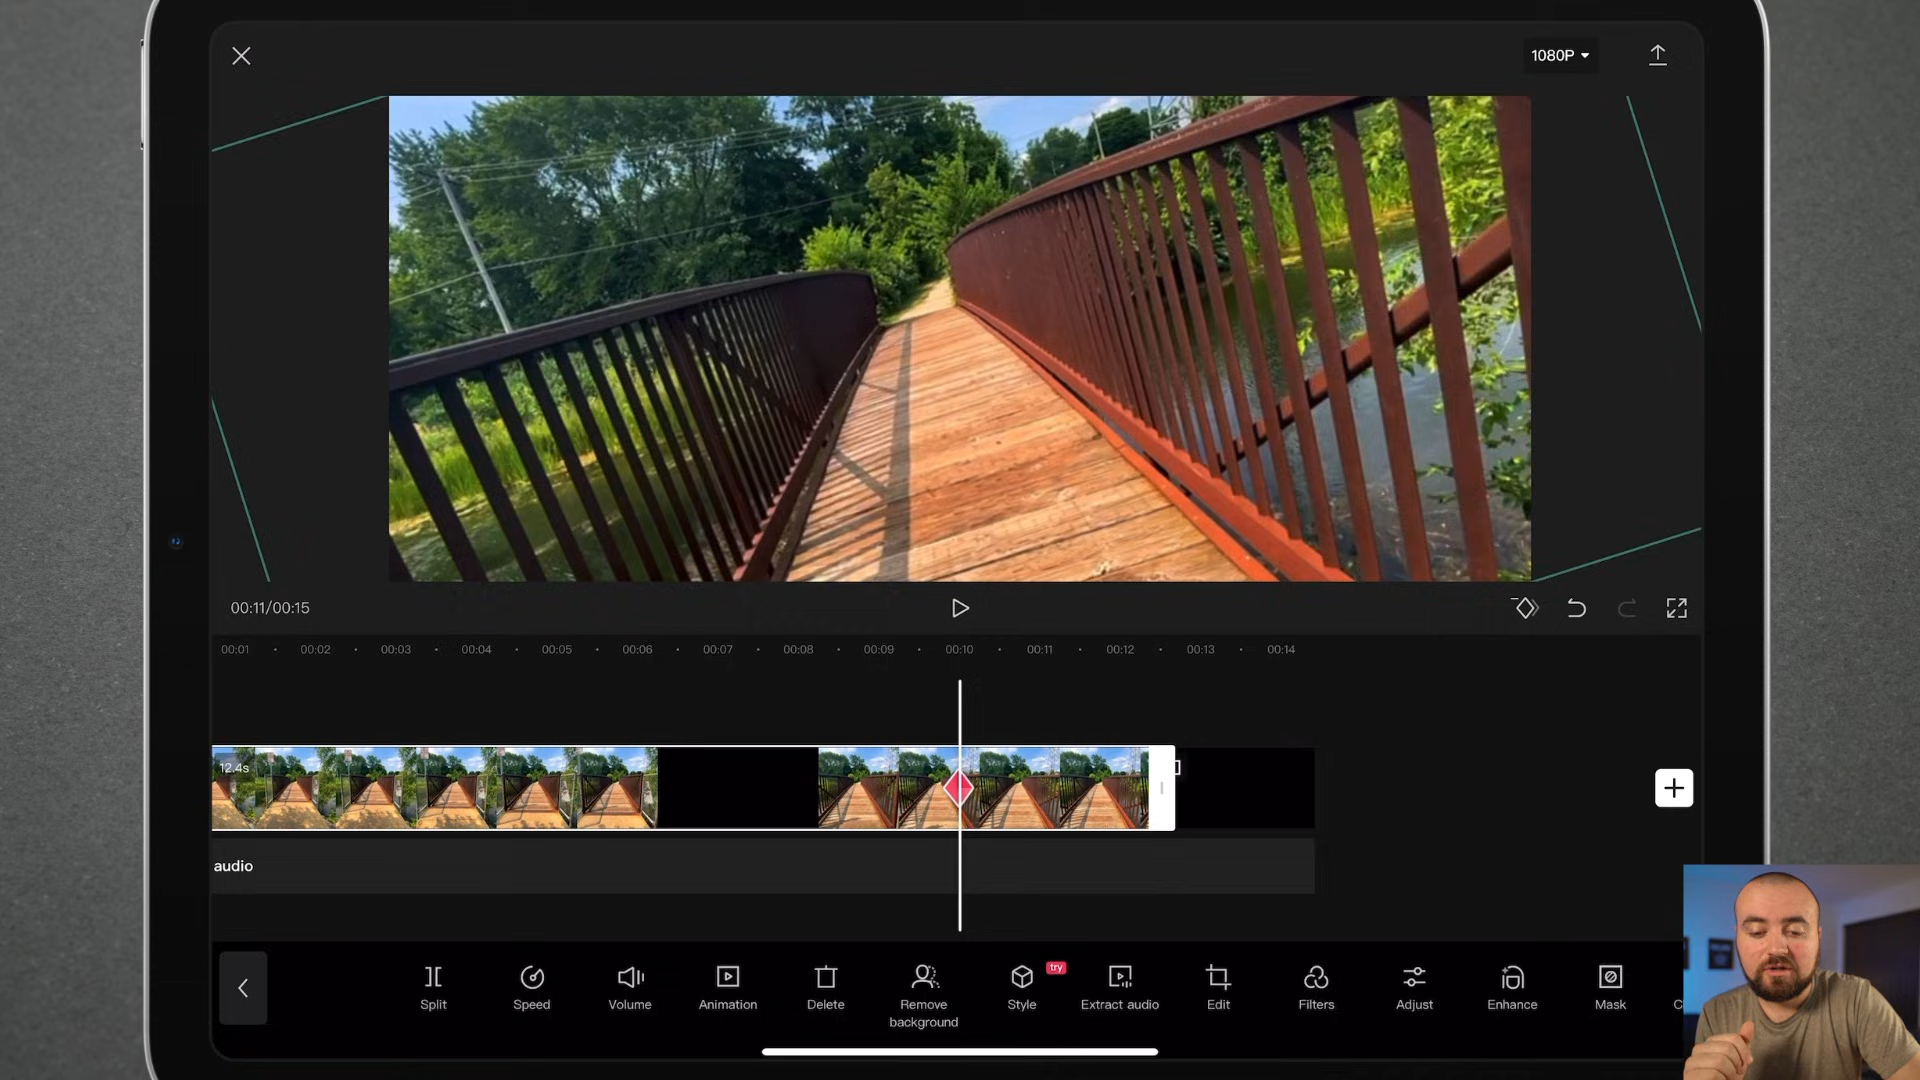 1080P
00:11/00:15
00:01 00:02 00:03 00:04 00:05 00:06 00:07 00:08 00:09 00:10 00:11 00:12 00:13 00:14
12.4s
audio
try
Split Speed Volume Animation Delete Remove background Style Extract audio Edit Filters Adjust Enhance Mask C